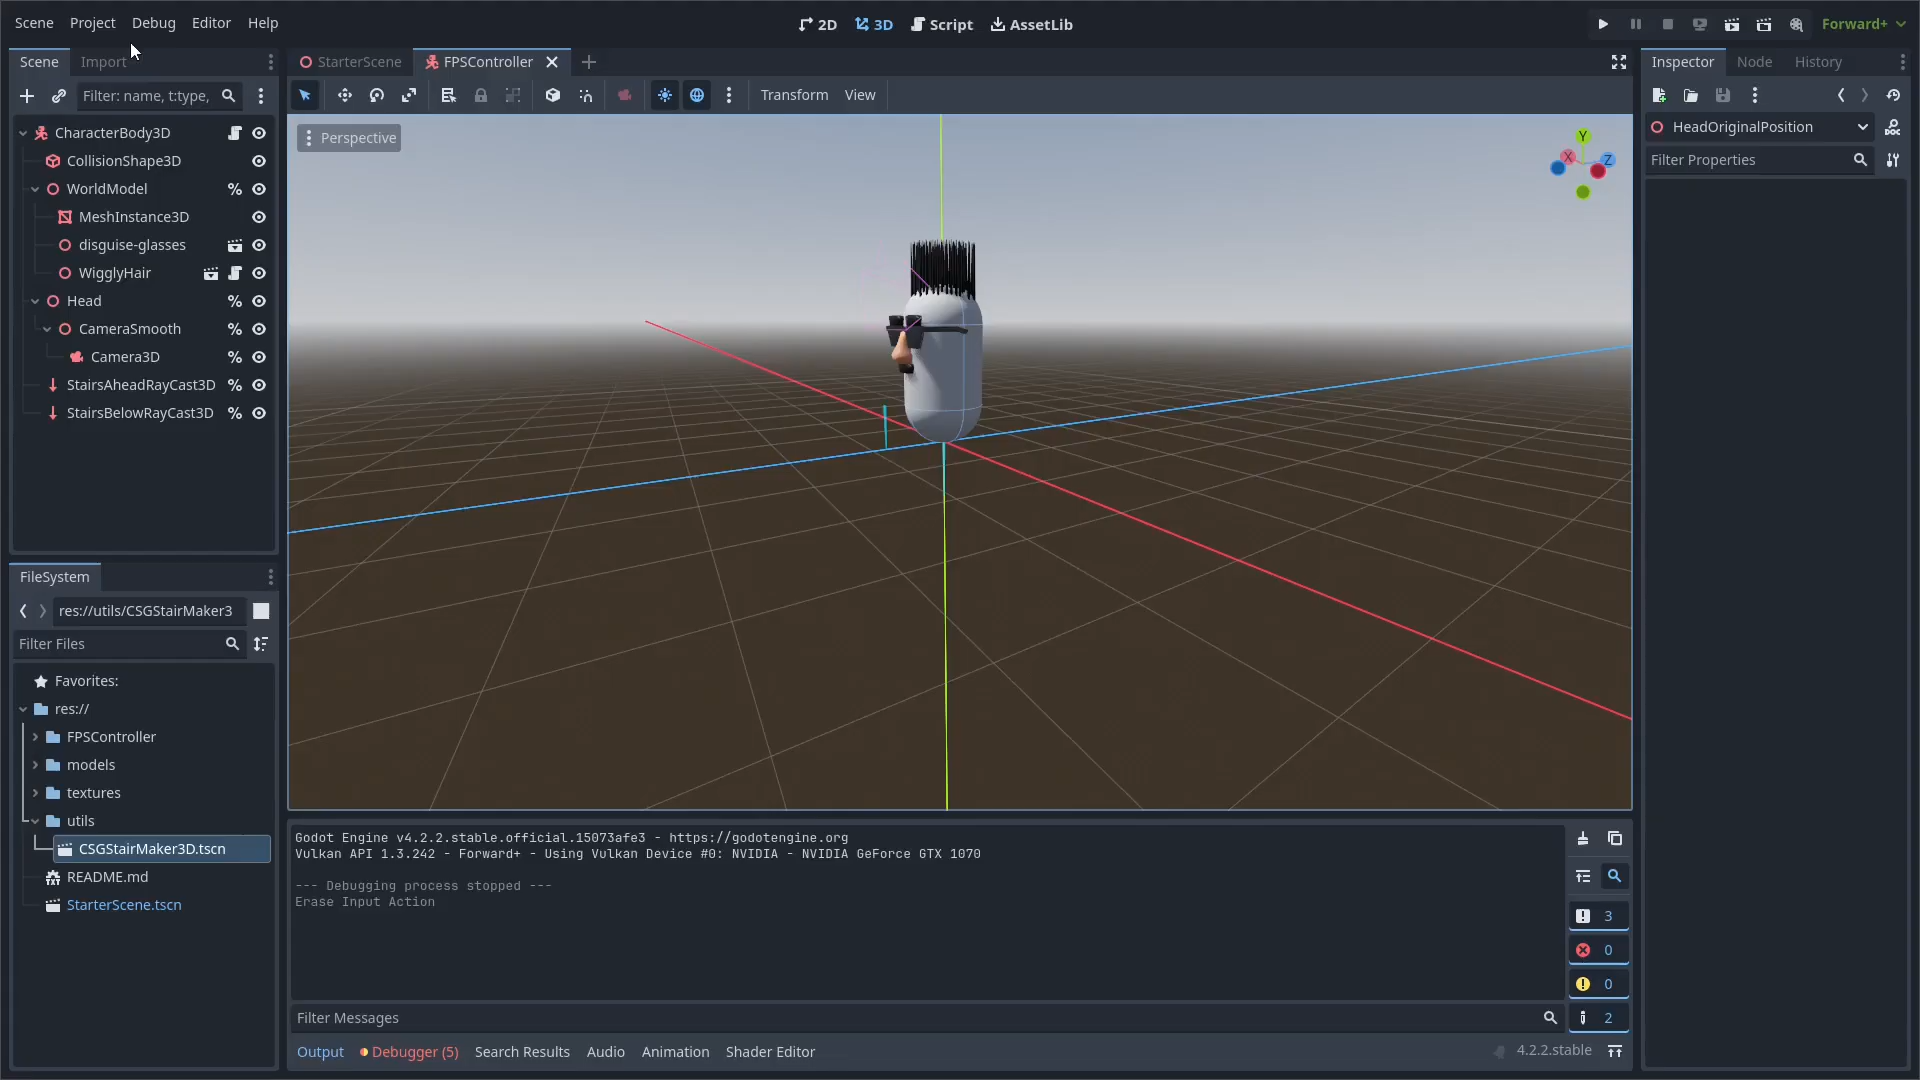 Scene Project Debug Editor Help
2D 3D Script AssetLib
Forward+
Scene Import
Filter: name, t:type,
CharacterBody3D
CollisionShape3D
WorldModel
MeshInstance3D
disguise-glasses
WigglyHair
Head
CameraSmooth
Camera3D
StairsAheadRayCast3D
StairsBelowRayCast3D
FileSystem
res://utils/CSGStairMaker3
Filter Files
Favorites:
res://
FPSController
models
textures
utils
CSGStairMaker3D.tscn
README.md
StarterScene.tscn
StarterScene FPSController
Transform View
Perspective
Y
X
Z
Godot Engine v4.2.2.stable.official.15073afe3 - https://godotengine.org
Vulkan API 1.3.242 - Forward+ - Using Vulkan Device #0: NVIDIA - NVIDIA GeForce GTX 1070
--- Debugging process stopped ---
Erase Input Action
3
0
0
2
Filter Messages
Output Debugger (5) Search Results Audio Animation Shader Editor
4.2.2.stable
Inspector Node History
HeadOriginalPosition
Filter Properties